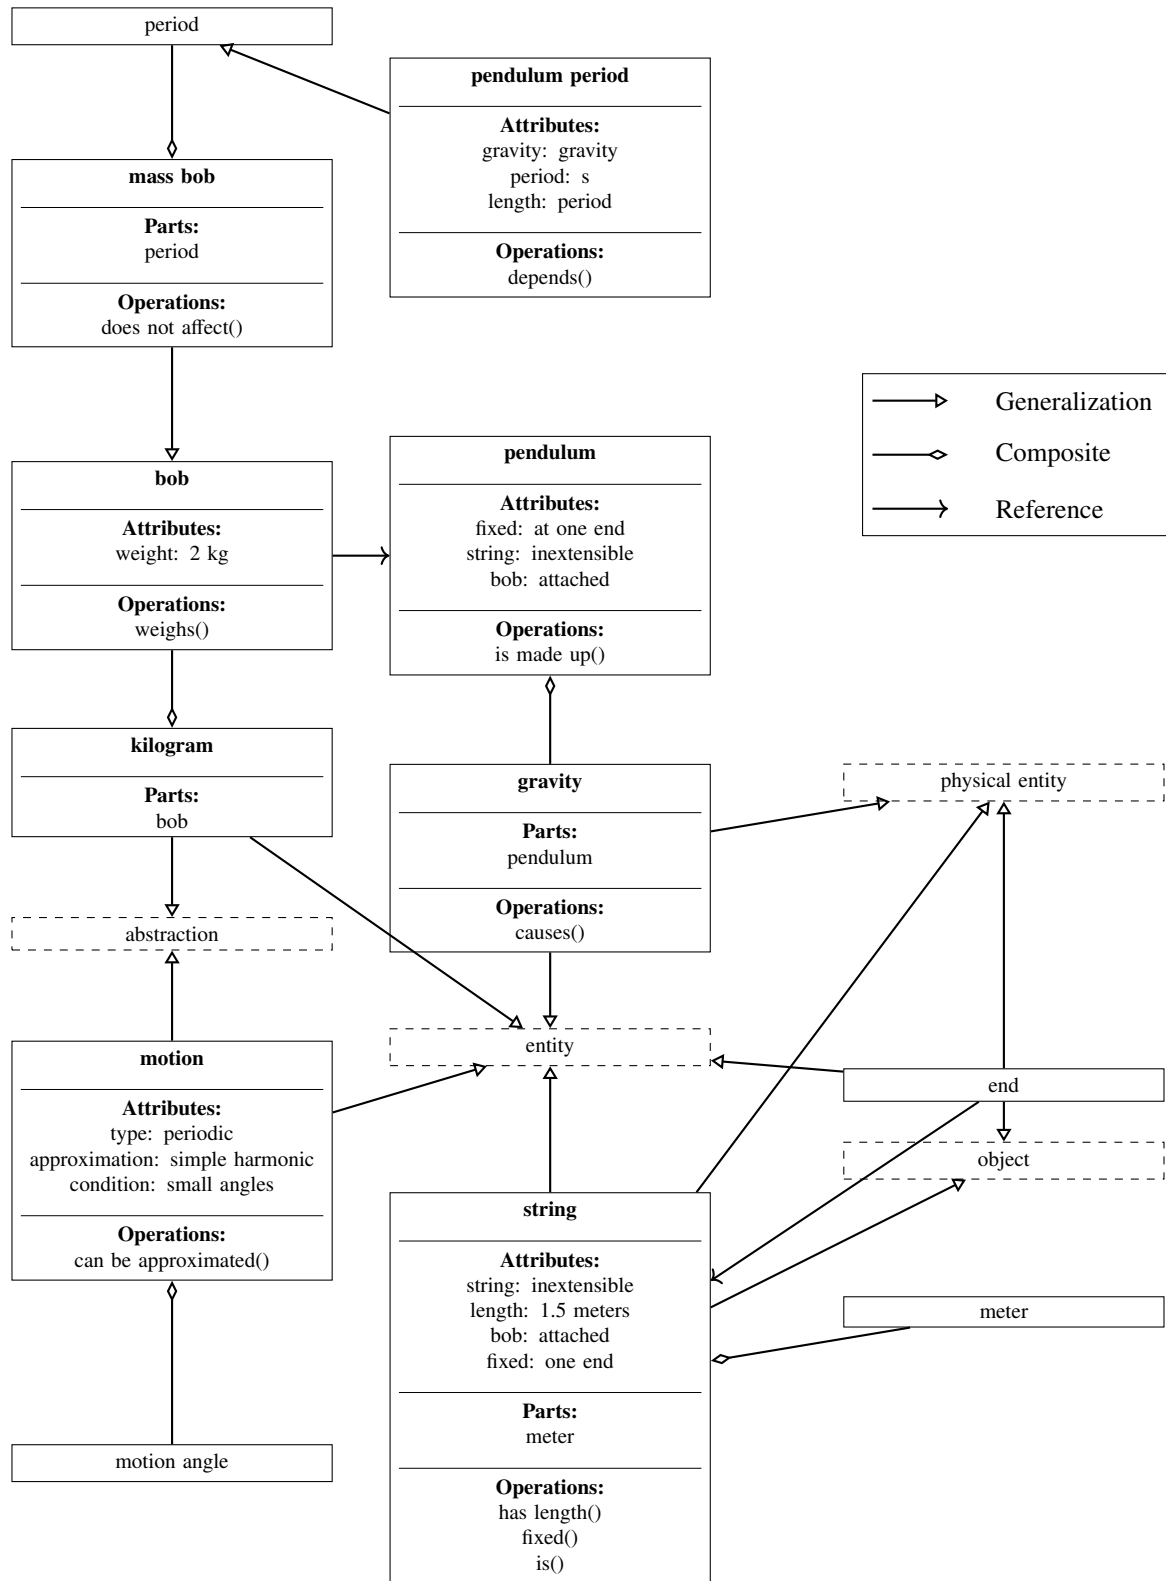 period
pendulum period
Attributes:
gravity: gravity
period: s
length: period
Operations:
depends()
mass bob
Parts:
period
Operations:
does not affect()
Generalization
Composite
Reference
bob
Attributes:
weight: 2 kg
Operations:
weighs()
pendulum
Attributes:
fixed: at one end
string: inextensible
bob: attached
Operations:
is made up()
kilogram
Parts:
bob
gravity
Parts:
pendulum
Operations:
causes()
physical entity
abstraction
entity
motion
Attributes:
type: periodic
approximation: simple harmonic
condition: small angles
Operations:
can be approximated()
end
object
string
Attributes:
string: inextensible
length: 1.5 meters
bob: attached
fixed: one end
Parts:
meter
Operations:
has length()
fixed()
is()
meter
motion angle